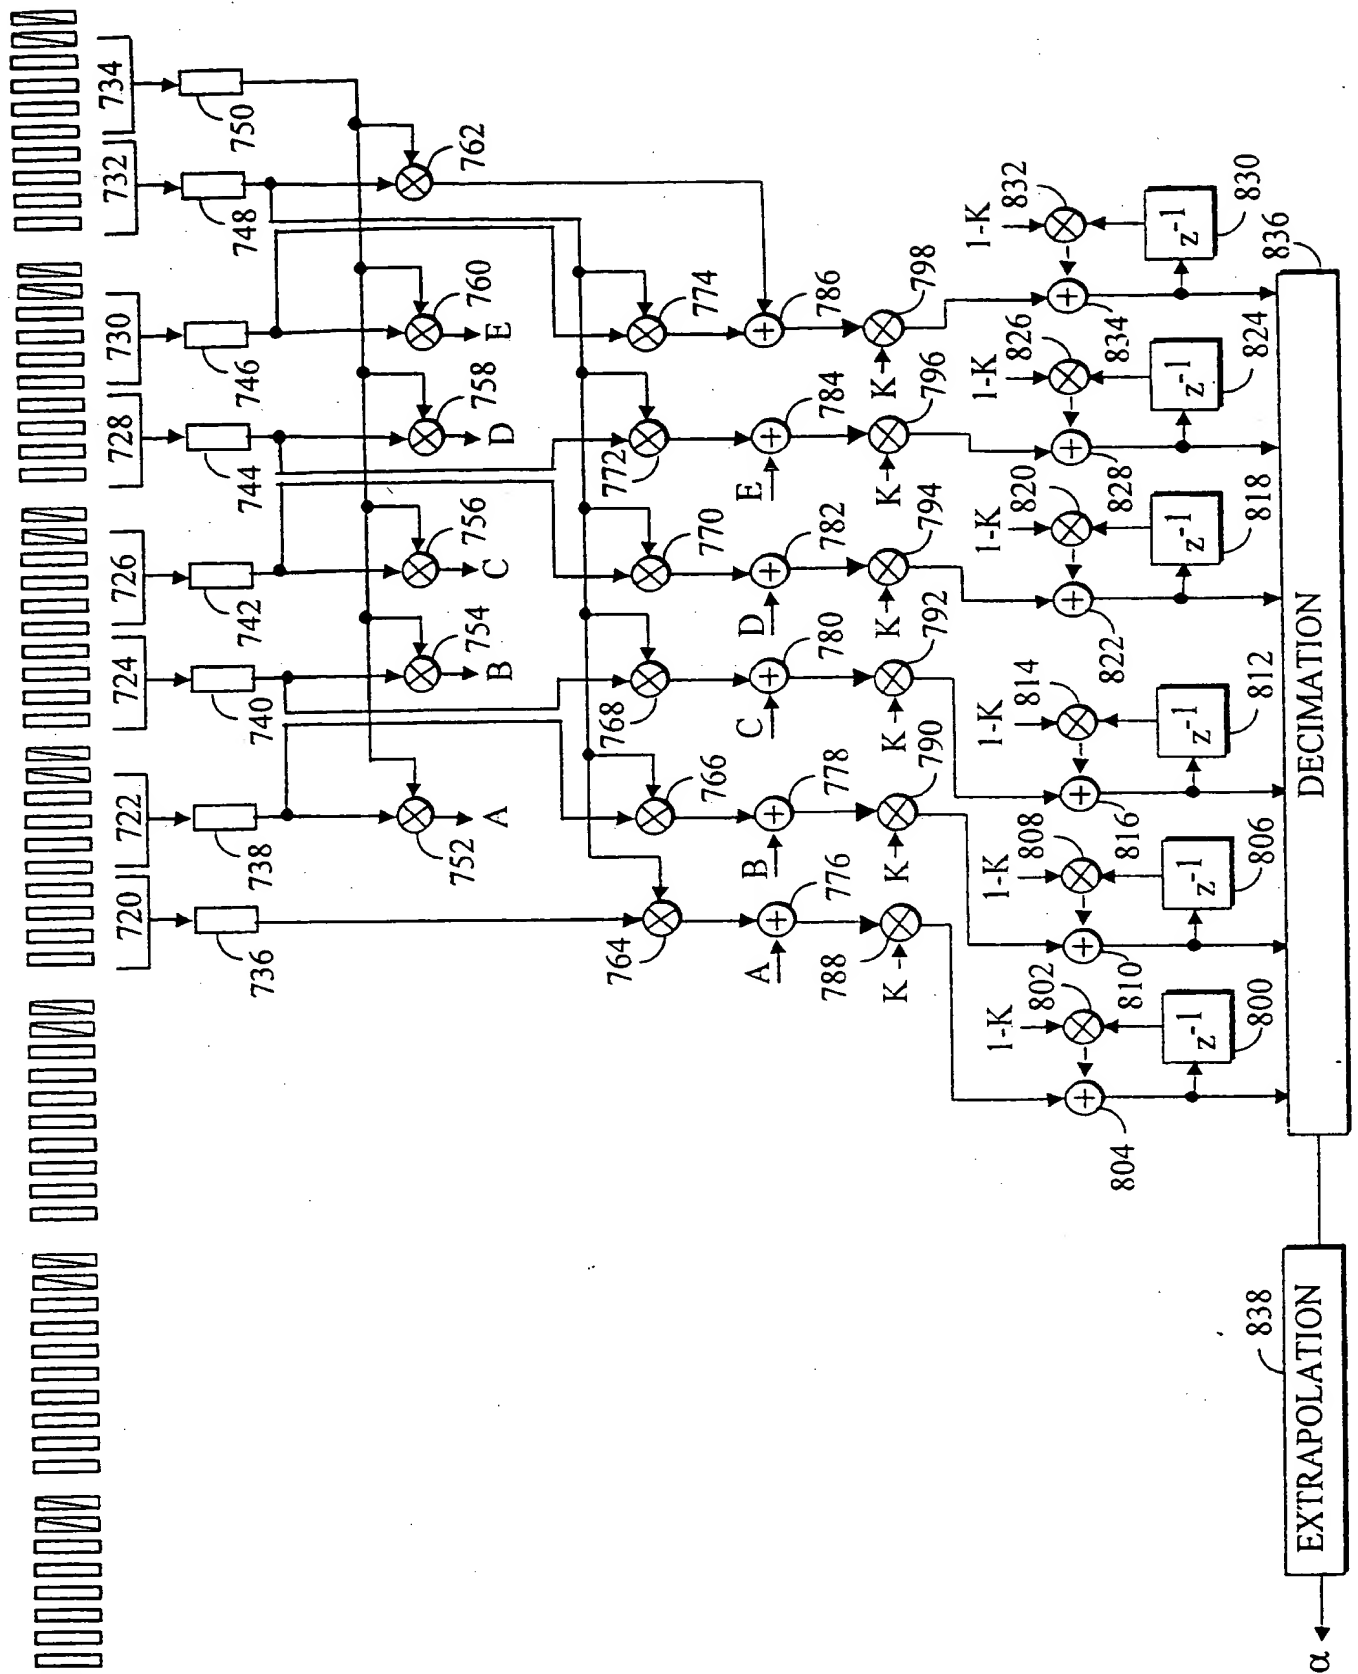 720 722 724 726 728 730 732 734
736 738 740 742 744 746 748 750
752 754 756 758 760 762
A B C D E
764 766 768 770 772 774
A B C D E
776 778 780 782 784 786
K K K K K K
788 790 792 794 796 798
1-K 1-K 1-K 1-K 1-K 1-K
802 808 814 820 826 832
804 810 816 822 828 834
z-1 z-1 z-1 z-1 z-1 z-1
800 806 812 818 824 830
DECIMATION
836
EXTRAPOLATION
838
α